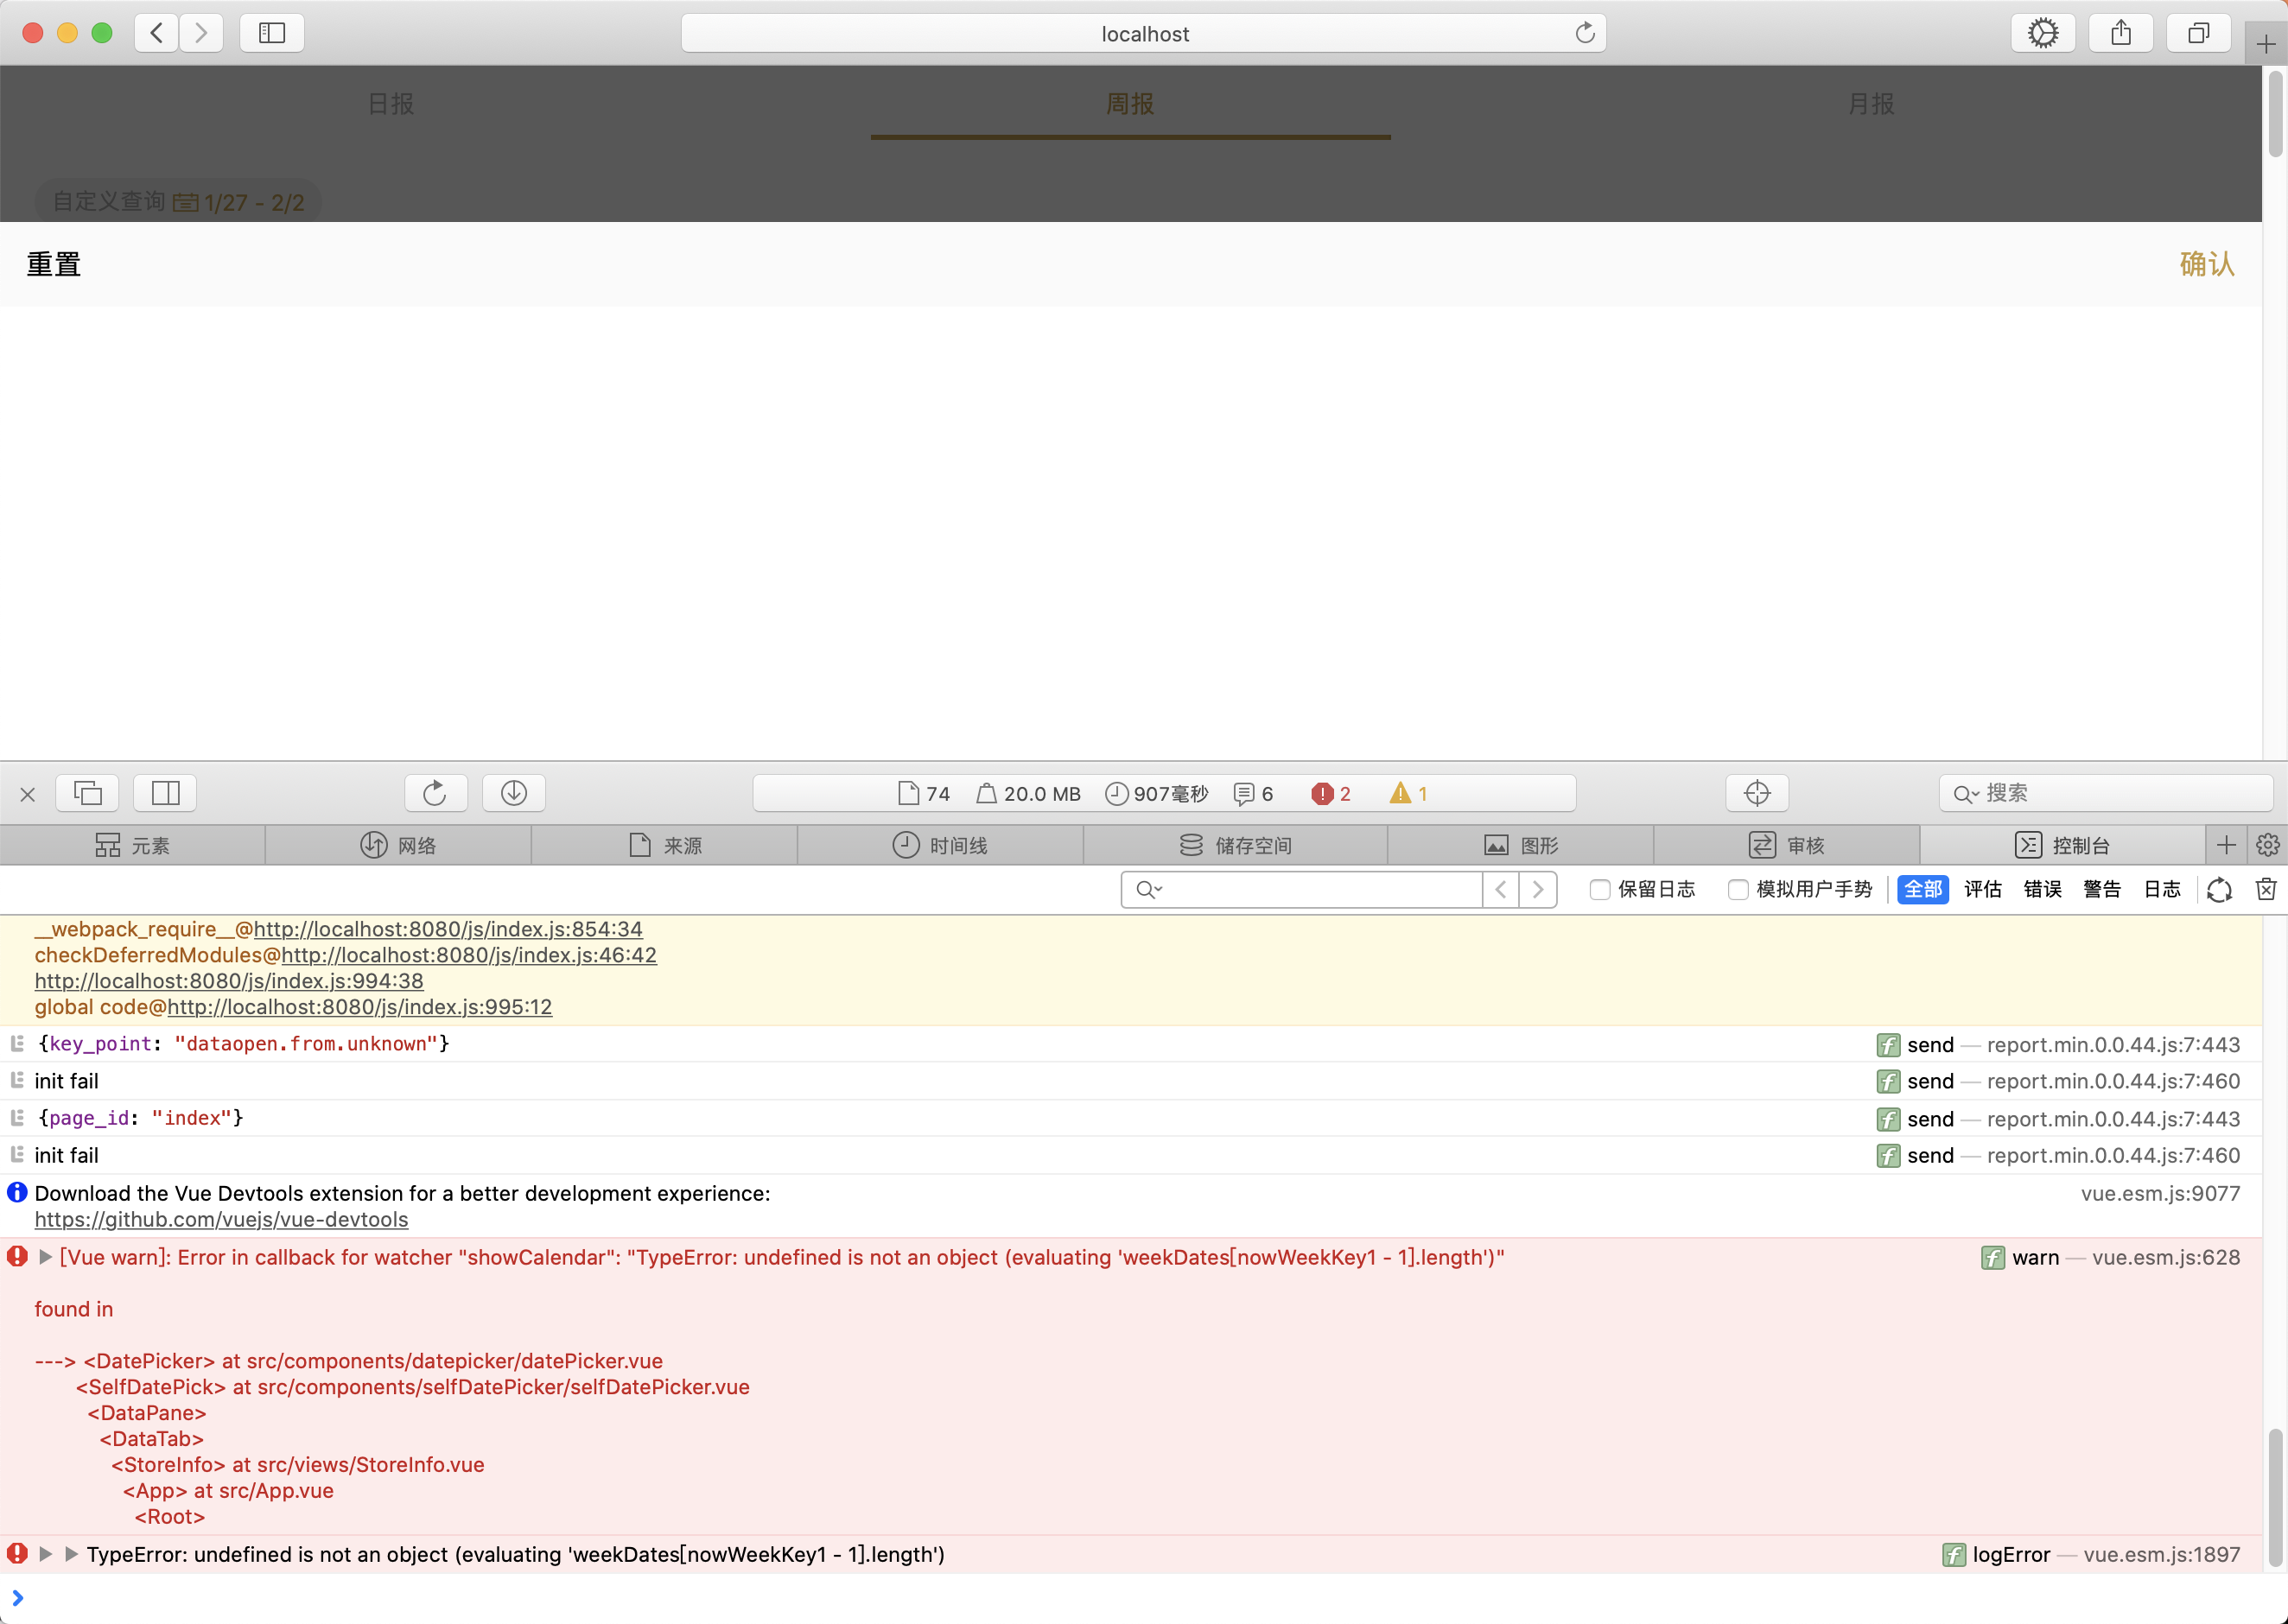 localhost
日报
周报
月报
自定义查询 1/27 - 2/2
重置
确认
74 20.0 MB 907毫秒 6 2 1
搜索
元素 网络 来源 时间线 储存空间 图形 审核 控制台
保留日志 模拟用户手势 全部 评估 错误 警告 日志
__webpack_require__@http://localhost:8080/js/index.js:854:34
checkDeferredModules@http://localhost:8080/js/index.js:46:42
http://localhost:8080/js/index.js:994:38
global code@http://localhost:8080/js/index.js:995:12
{key_point: "dataopen.from.unknown"} f send — report.min.0.0.44.js:7:443
init fail f send — report.min.0.0.44.js:7:460
{page_id: "index"} f send — report.min.0.0.44.js:7:443
init fail f send — report.min.0.0.44.js:7:460
Download the Vue Devtools extension for a better development experience: vue.esm.js:9077
https://github.com/vuejs/vue-devtools
[Vue warn]: Error in callback for watcher "showCalendar": "TypeError: undefined is not an object (evaluating 'weekDates[nowWeekKey1 - 1].length')" f warn — vue.esm.js:628
found in
---> <DatePicker> at src/components/datepicker/datePicker.vue
<SelfDatePick> at src/components/selfDatePicker/selfDatePicker.vue
<DataPane>
<DataTab>
<StoreInfo> at src/views/StoreInfo.vue
<App> at src/App.vue
<Root>
TypeError: undefined is not an object (evaluating 'weekDates[nowWeekKey1 - 1].length') f logError — vue.esm.js:1897